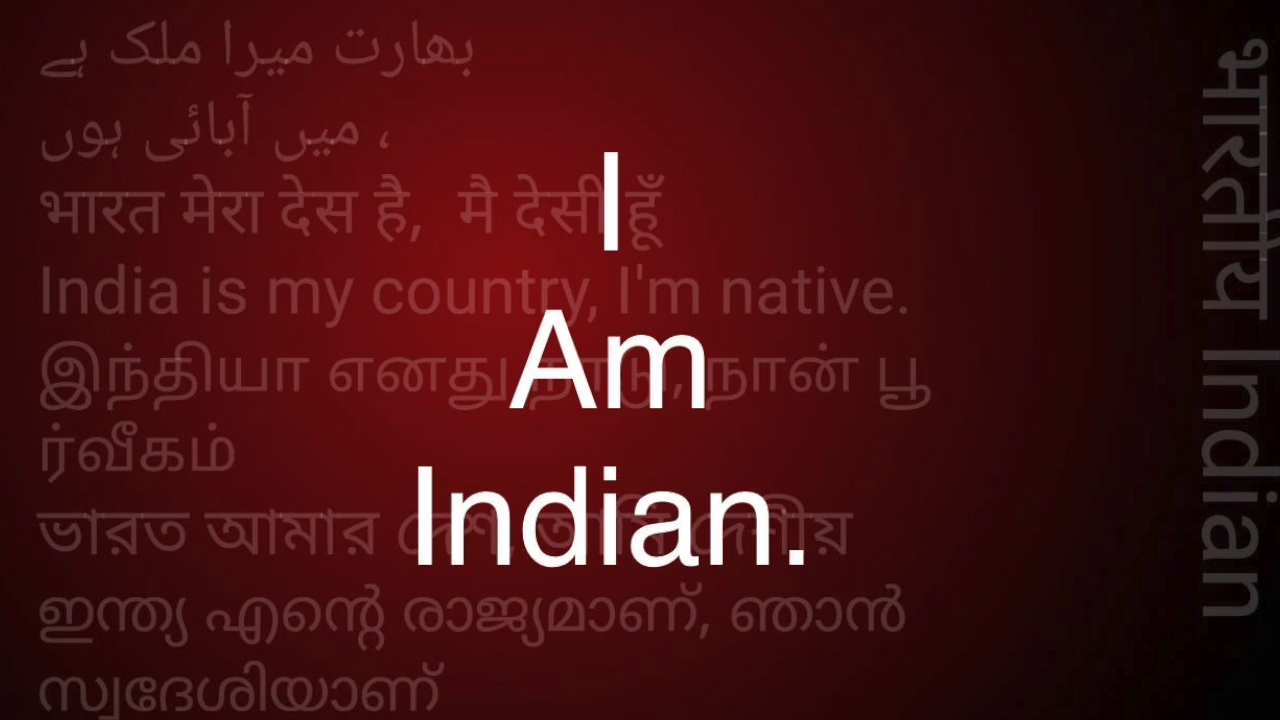 بھارت میرا ملک ہے
، میں آبائی ہوں
भारत मेरा देस है, मै देसी हूँ
India is my country, I'm native.
இந்தியா எனது நாடு, நான் பூ
ர்வீகம்
ভারত আমার দেশ, আমি দেশীয়
ഇന്ത്യ എന്റെ രാജ്യമാണ്, ഞാൻ
സ്വദേശിയാണ്
I
Am
Indian.
भारतीय Indian